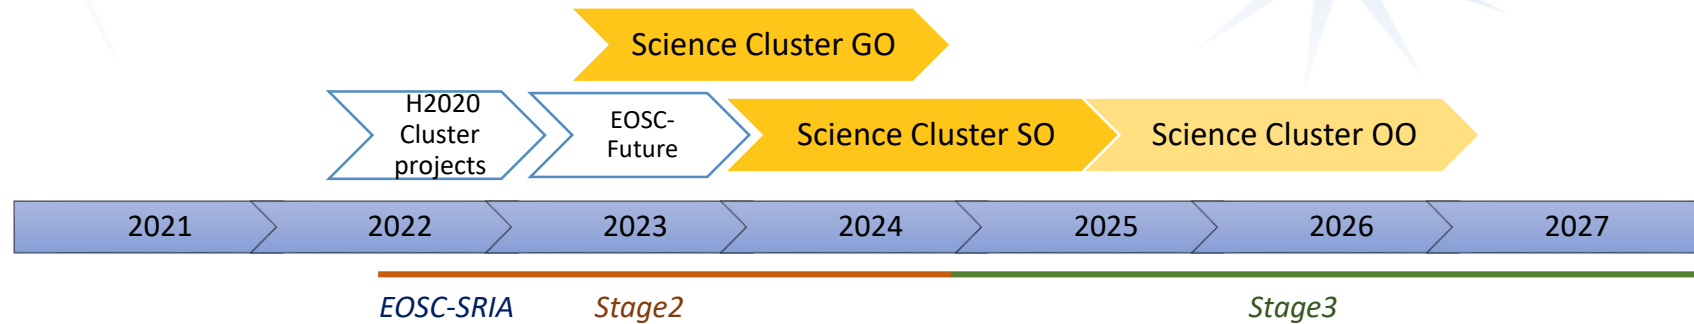 Science Cluster GO
H2020
Cluster
projects
EOSC-
Future
Science Cluster SO
Science Cluster OO
2021
2022
2023
2024
2025
2026
2027
EOSC-SRIA
Stage2
Stage3